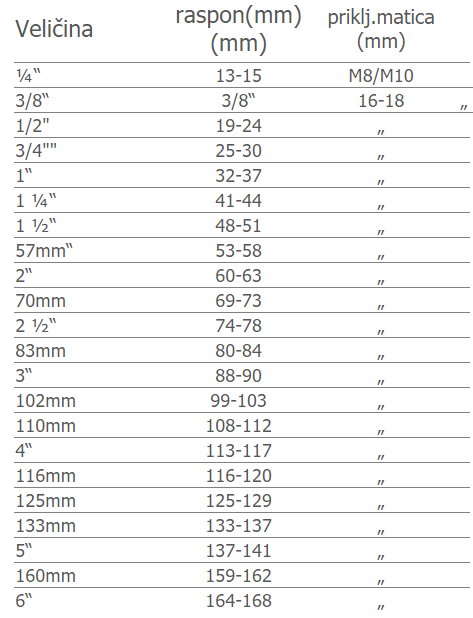 Veličina raspon(mm) priklj.matica
(mm) (mm)
¼“ 13-15 M8/M10
3/8“ 3/8“ 16-18 „
1/2" 19-24 „
3/4"" 25-30 „
1“ 32-37 „
1 ¼“ 41-44 „
1 ½“ 48-51 „
57mm“ 53-58 „
2“ 60-63 „
70mm 69-73 „
2 ½“ 74-78 „
83mm 80-84 „
3“ 88-90 „
102mm 99-103 „
110mm 108-112 „
4“ 113-117 „
116mm 116-120 „
125mm 125-129 „
133mm 133-137 „
5“ 137-141 „
160mm 159-162 „
6“ 164-168 „